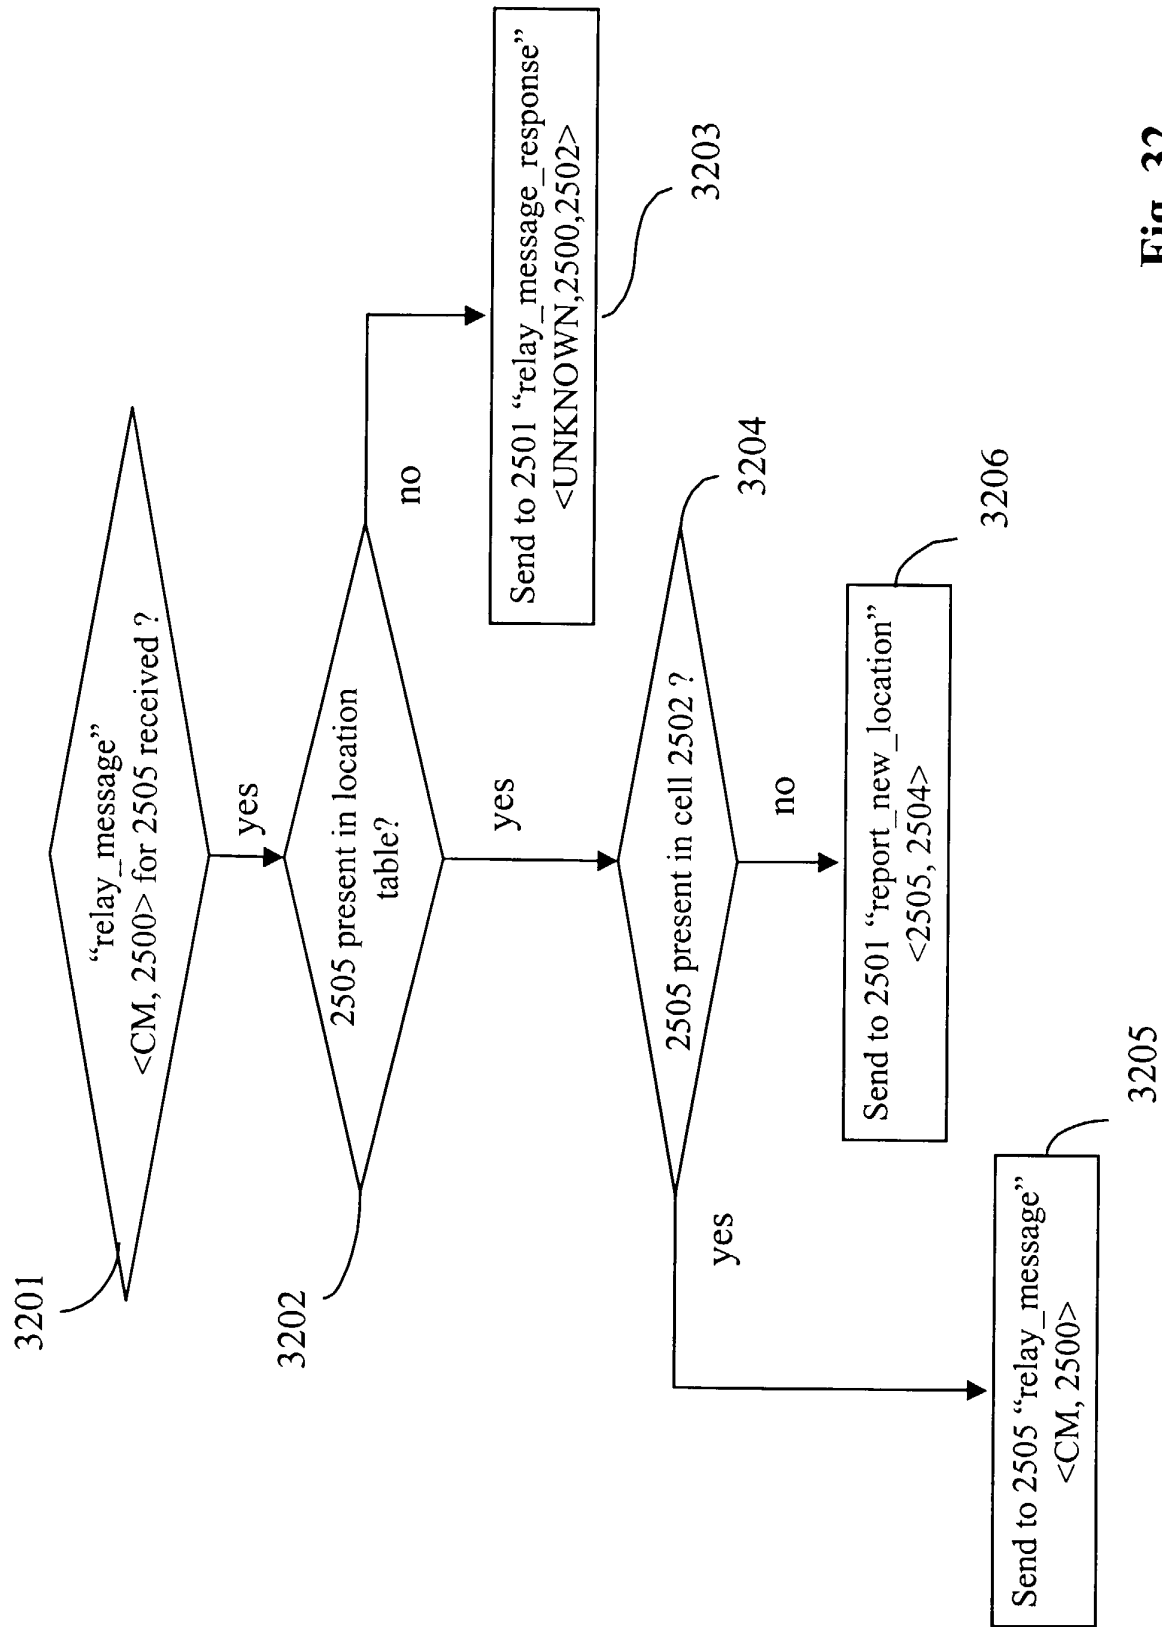 3201
“relay_message”
<CM, 2500> for 2505 received ?
yes
3202
2505 present in location
table?
no
Send to 2501 “relay_message_response”
<UNKNOWN,2500,2502>
3203
yes
2505 present in cell 2502 ?
3204
yes
no
Send to 2501 “report_new_location”
<2505, 2504>
3206
Send to 2505 “relay_message”
<CM, 2500>
3205
Fig. 32